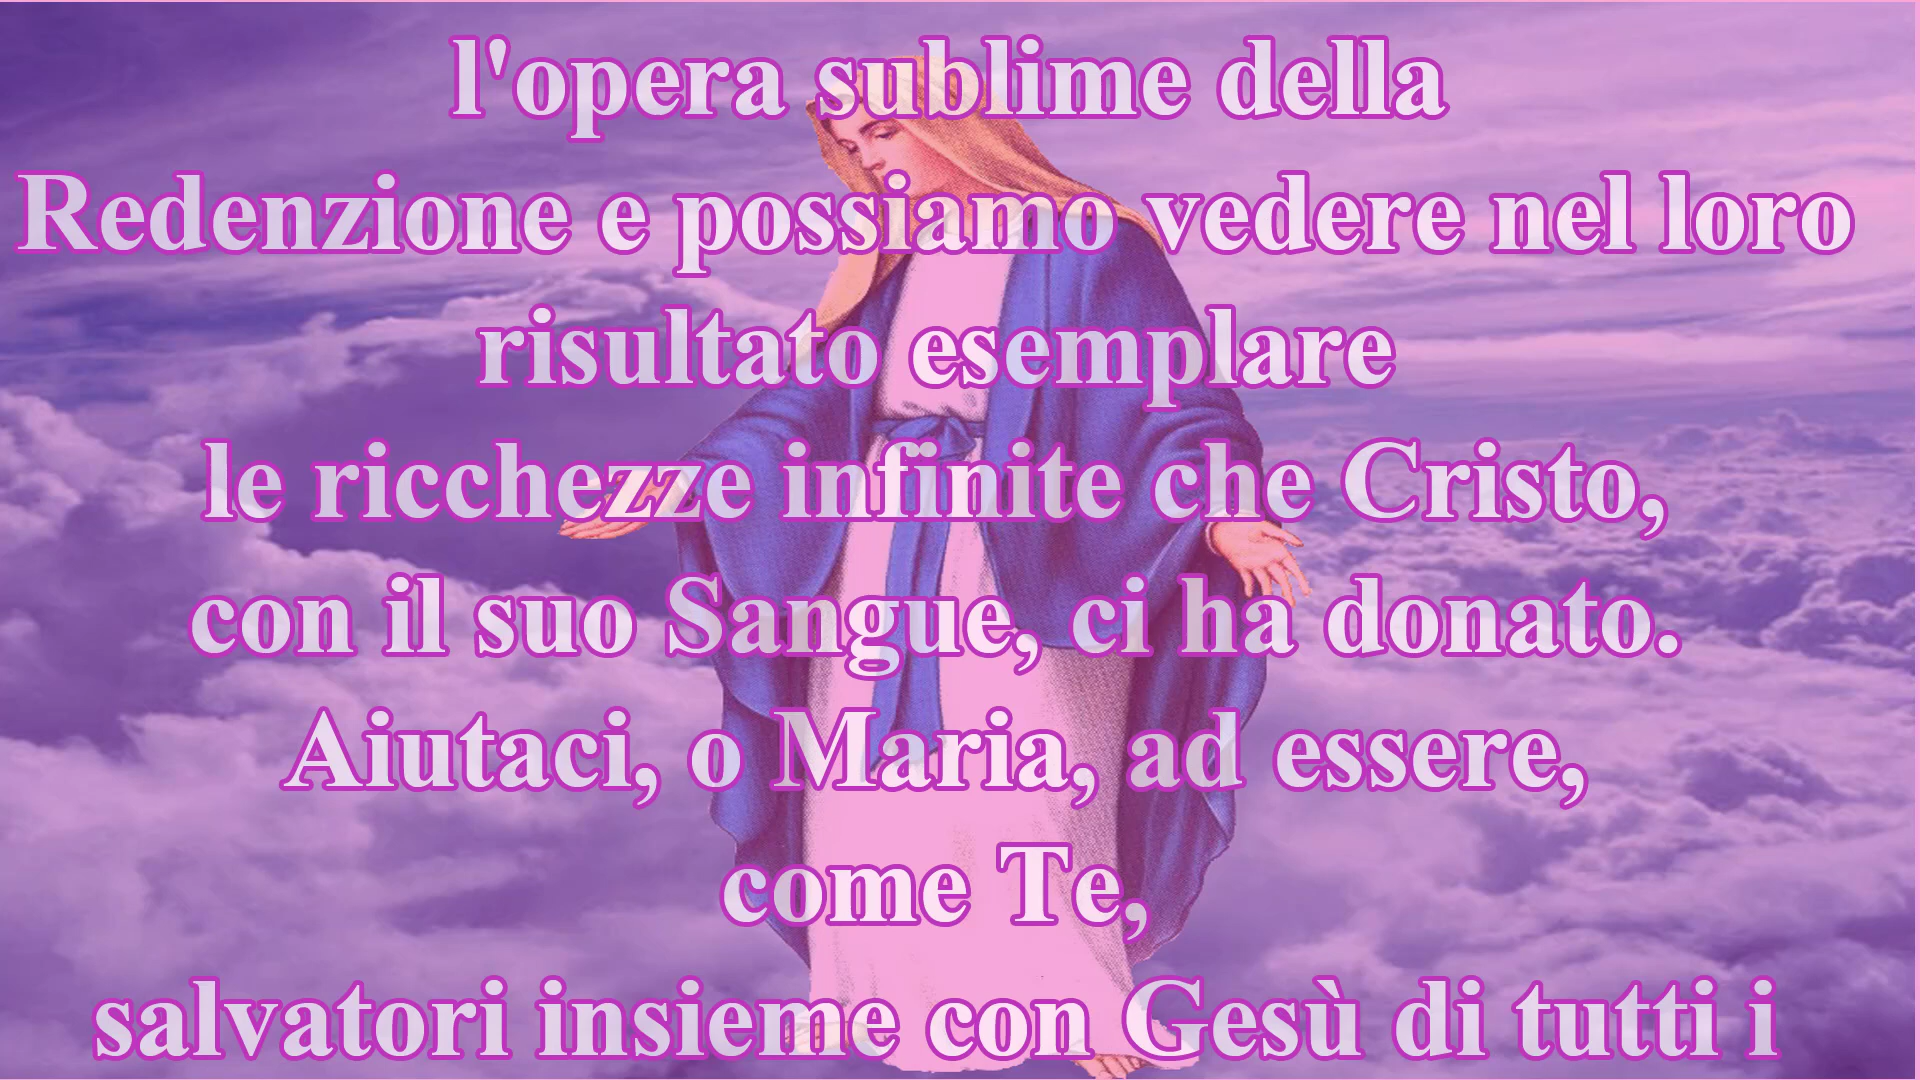 l'opera sublime della
Redenzione e possiamo vedere nel loro
risultato esemplare
le ricchezze infinite che Cristo,
con il suo Sangue, ci ha donato.
Aiutaci, o Maria, ad essere,
come Te,
salvatori insieme con Gesù di tutti i